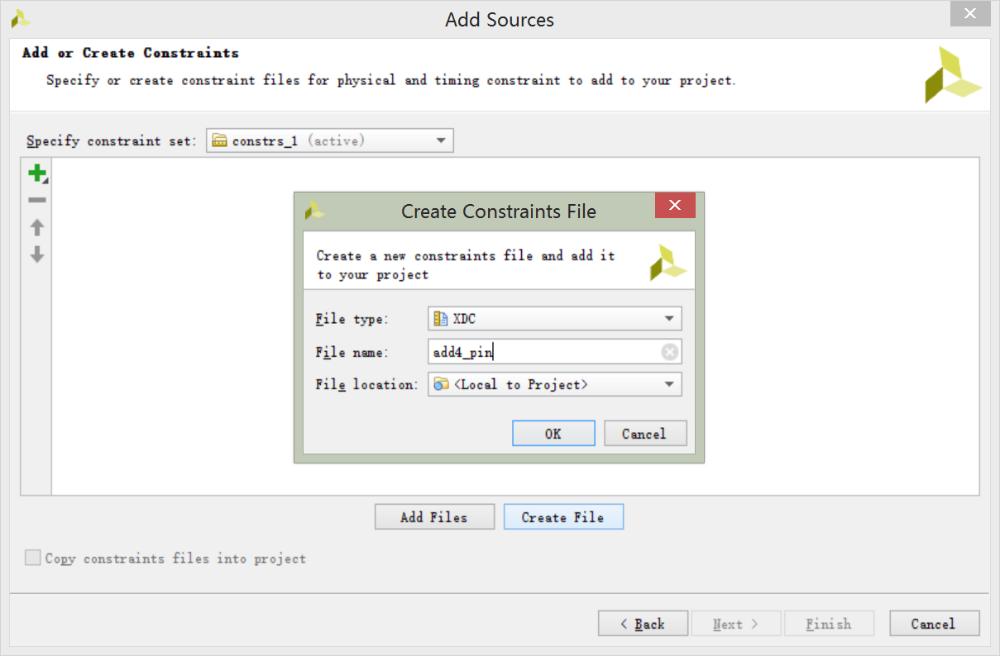 Add Sources
Add or Create Constraints
Specify or create constraint files for physical and timing constraint to add to your project.
Specify constraint set: constrs_1 (active)
Create Constraints File
Create a new constraints file and add it
to your project
File type: XDC
File name: add4_pin
File location: <Local to Project>
OK Cancel
Add Files Create File
Copy constraints files into project
< Back Next > Finish Cancel